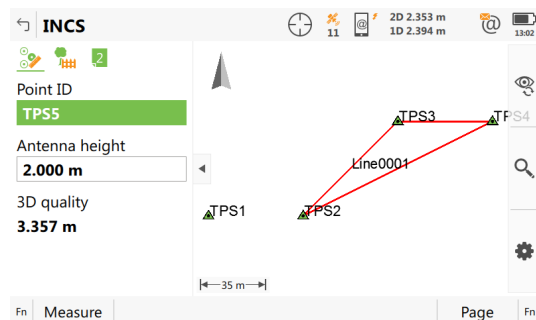 INCS
11
@
2D 2.353 m
1D 2.394 m
@
13:02
2
Point ID
TPS5
Antenna height
2.000 m
3D quality
3.357 m
TPS3
TPS4
Line0001
TPS1
TPS2
35 m
Fn Measure Page Fn